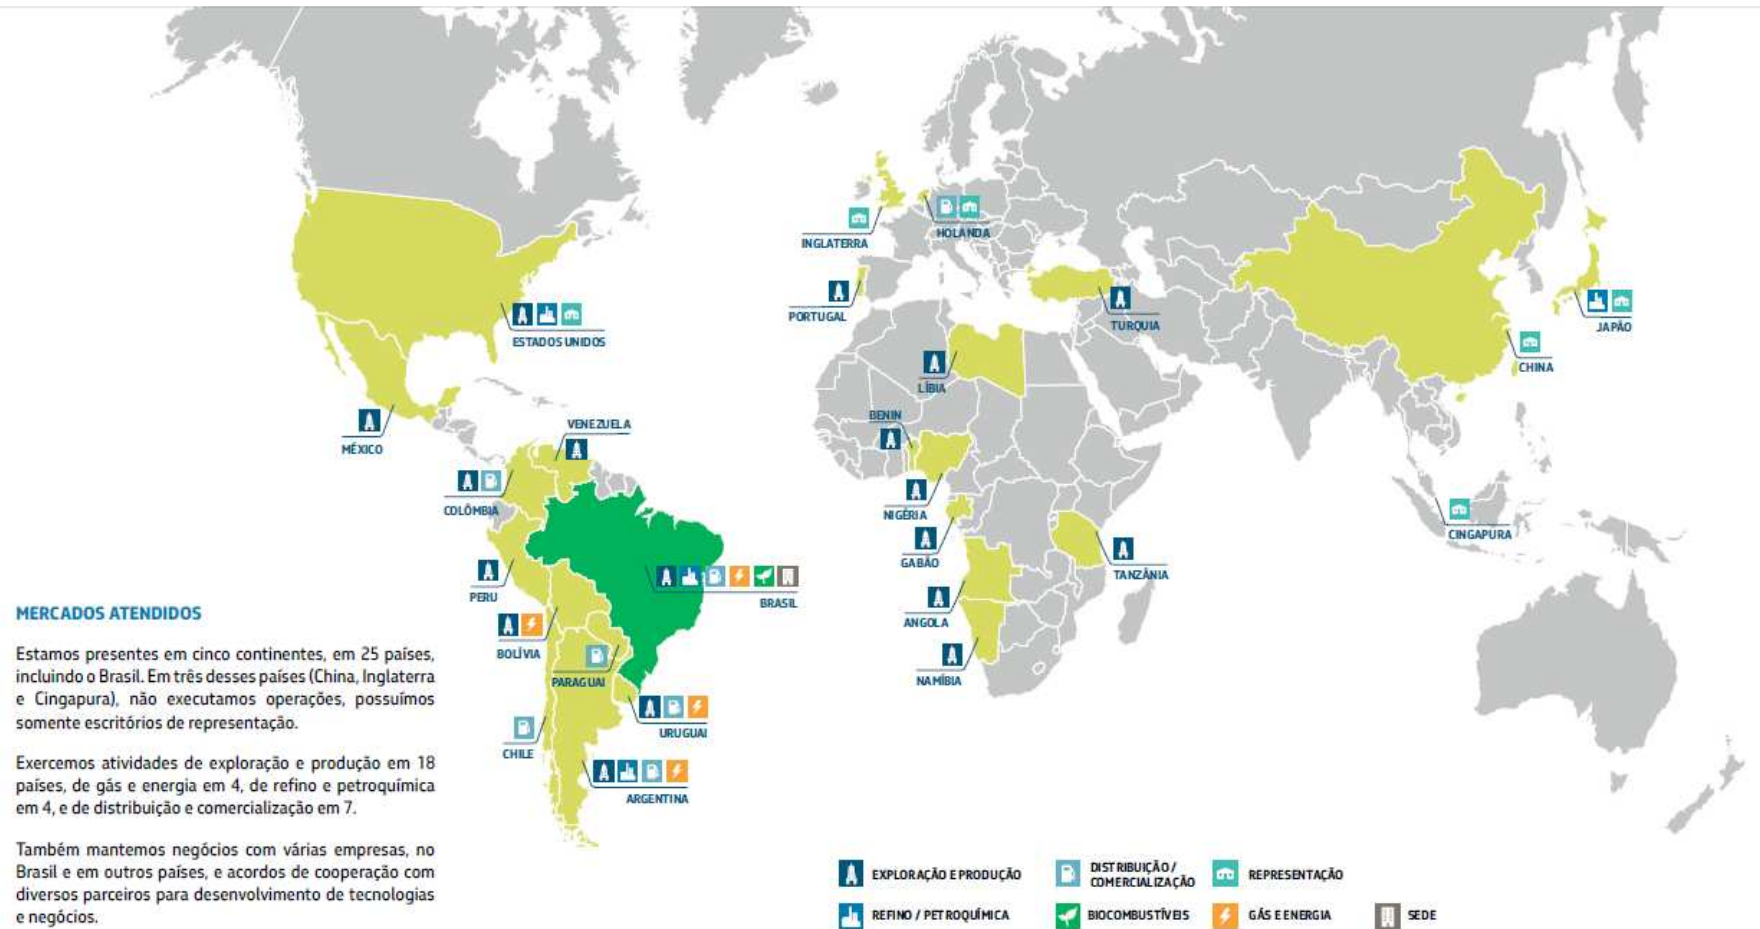 INGLATERRA
HOLANDA
PORTUGAL
TURQUIA
ESTADOS UNIDOS
JAPÃO
CHINA
LÍBIA
BENIN
MÉXICO
VENEZUELA
COLÔMBIA
NIGÉRIA
CINGAPURA
GABÃO
TANZÂNIA
PERU
BRASIL
ANGOLA
BOLÍVIA
PARAGUAI
NAMÍBIA
URUGUAI
CHILE
ARGENTINA
MERCADOS ATENDIDOS
Estamos presentes em cinco continentes, em 25 países,
incluindo o Brasil. Em três desses países (China, Inglaterra
e Cingapura), não executamos operações, possuímos
somente escritórios de representação.
Exercemos atividades de exploração e produção em 18
países, de gás e energia em 4, de refino e petroquímica
em 4, e de distribuição e comercialização em 7.
Também mantemos negócios com várias empresas, no
Brasil e em outros países, e acordos de cooperação com
diversos parceiros para desenvolvimento de tecnologias
e negócios.
EXPLORAÇÃO E PRODUÇÃO
DISTRIBUIÇÃO /
COMERCIALIZAÇÃO
REPRESENTAÇÃO
REFINO / PETROQUÍMICA
BIOCOMBUSTÍVEIS
GÁS E ENERGIA
SEDE